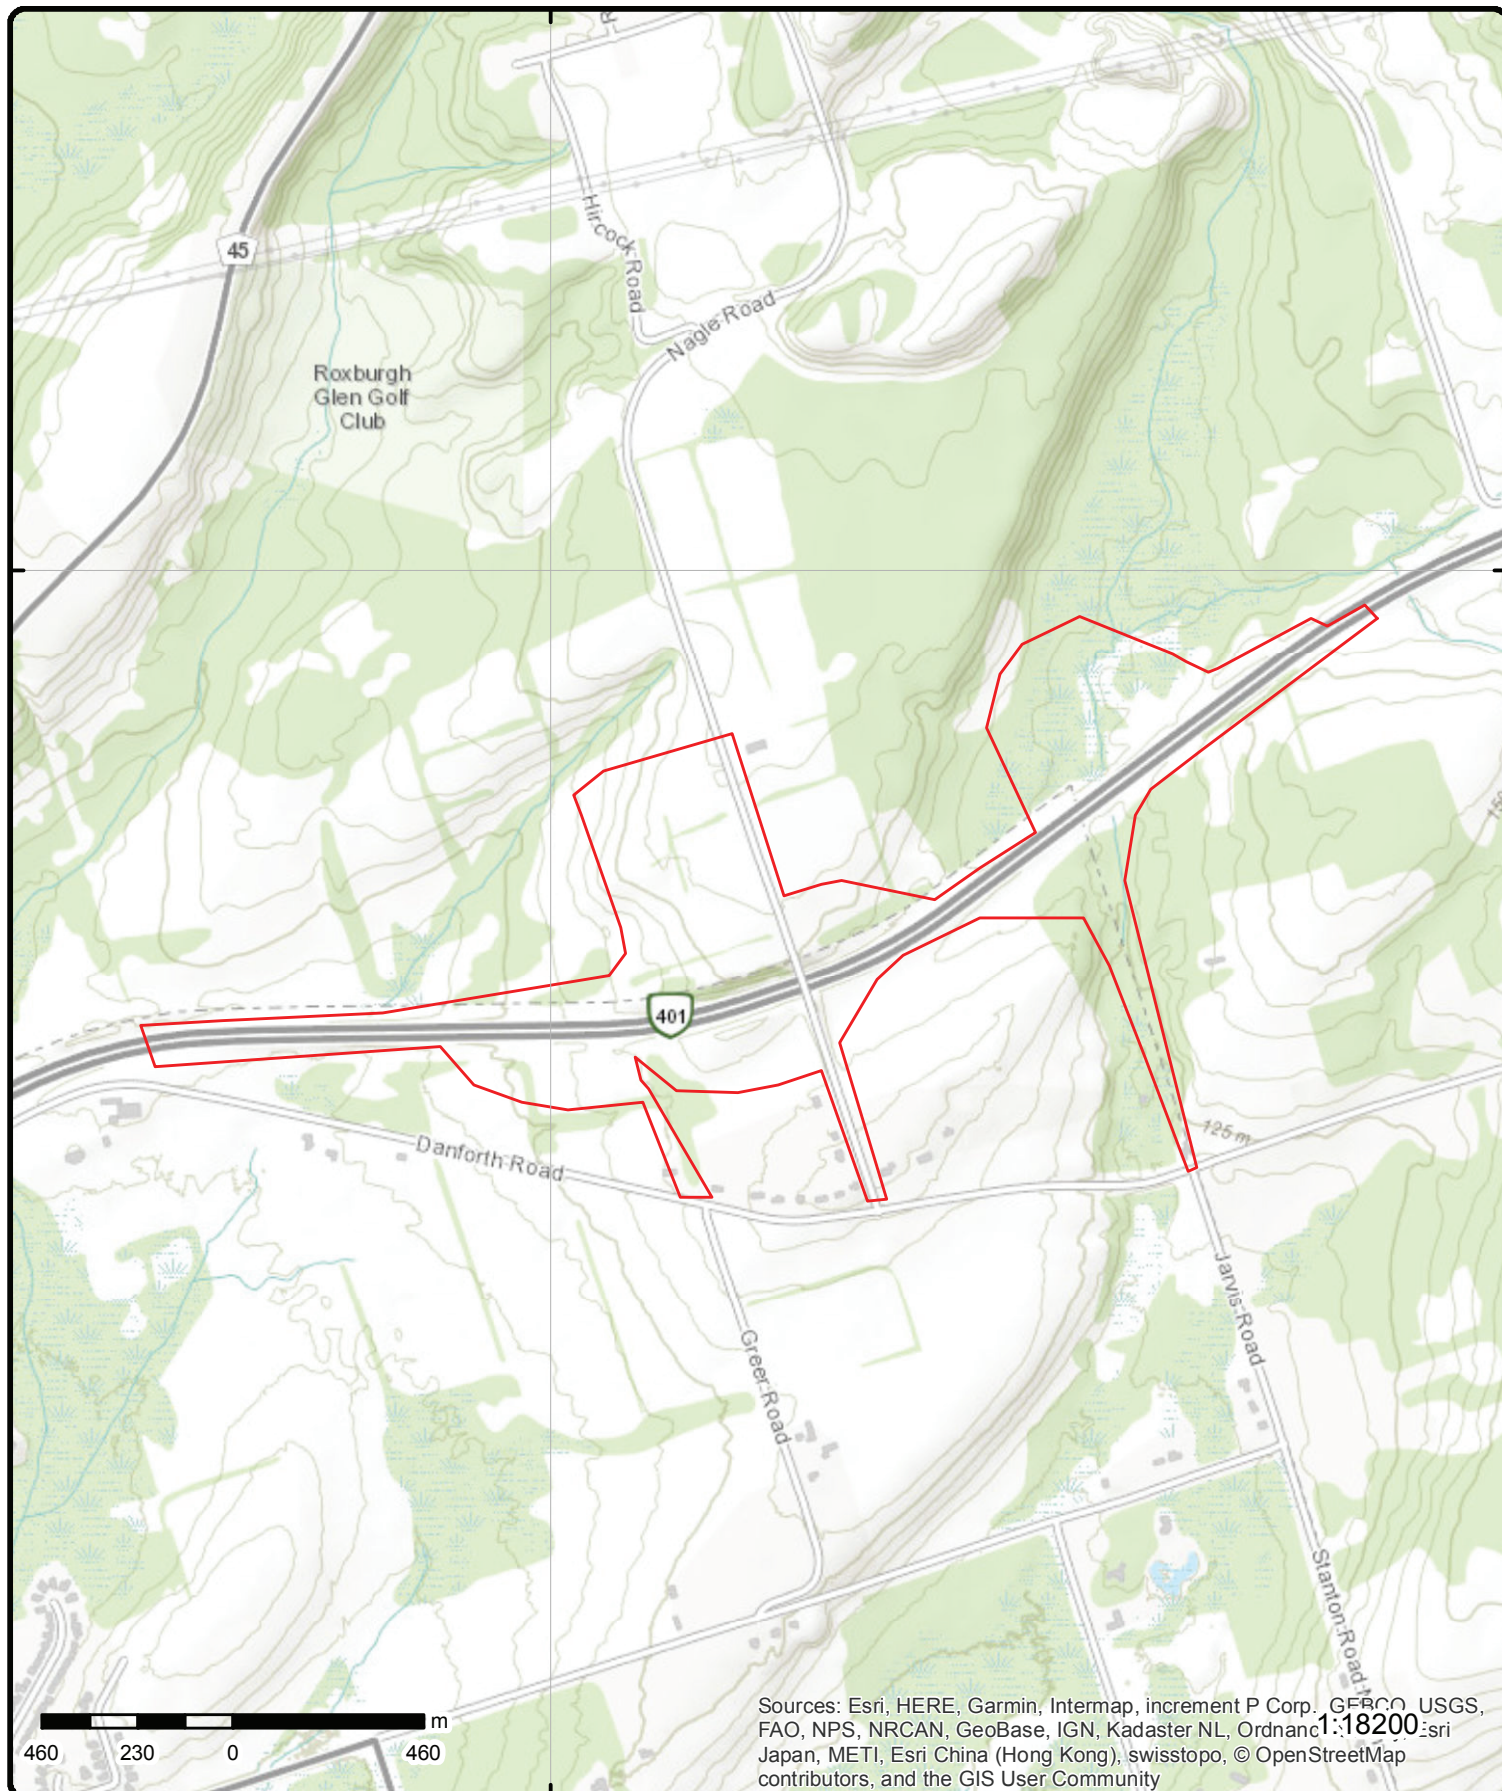 R
45
Hircock Road
Nagle Road
Roxburgh
Glen Golf
Club
401
Danforth Road
125 m
Jarvis Road
Greer Road
Stanton Road
m
460 230 0 460
1:18200
Sources: Esri, HERE, Garmin, Intermap, increment P Corp., GEBCO, USGS,
FAO, NPS, NRCAN, GeoBase, IGN, Kadaster NL, Ordnanc Esri
Japan, METI, Esri China (Hong Kong), swisstopo, © OpenStreetMap
contributors, and the GIS User Community